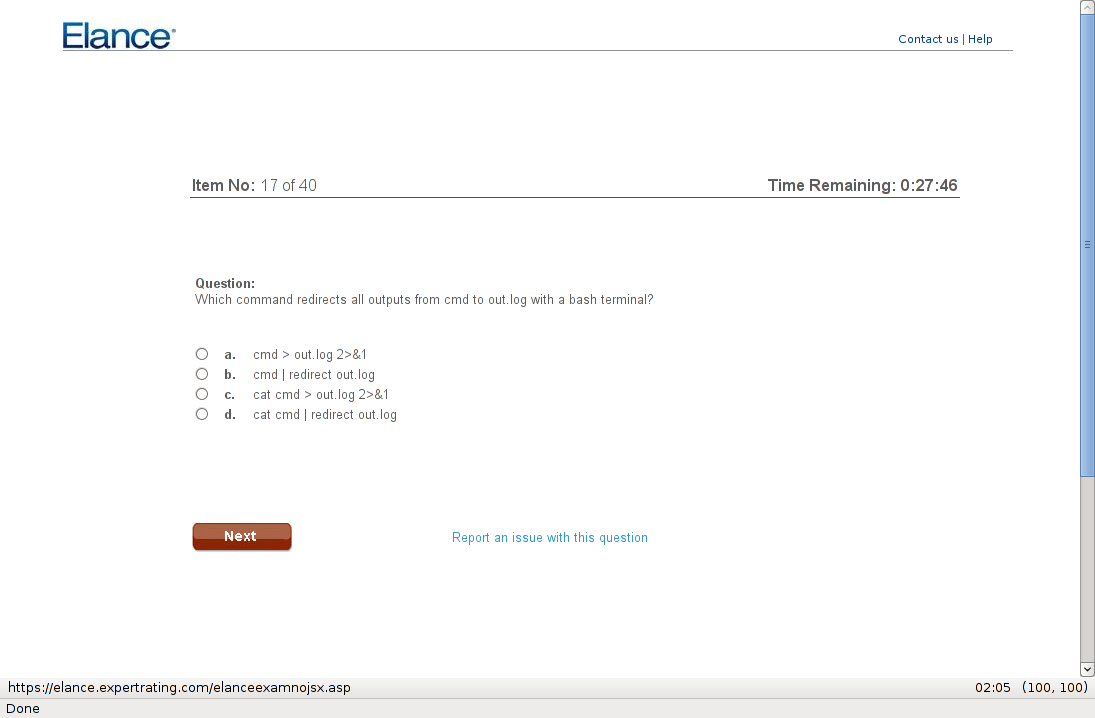 Elance®
Contact us | Help
Item No: 17 of 40
Time Remaining: 0:27:46
Question:
Which command redirects all outputs from cmd to out.log with a bash terminal?
a. cmd > out.log 2>&1
b. cmd | redirect out.log
c. cat cmd > out.log 2>&1
d. cat cmd | redirect out.log
Next
Report an issue with this question
https://elance.expertrating.com/elanceexamnojsx.asp
02:05 (100, 100)
Done